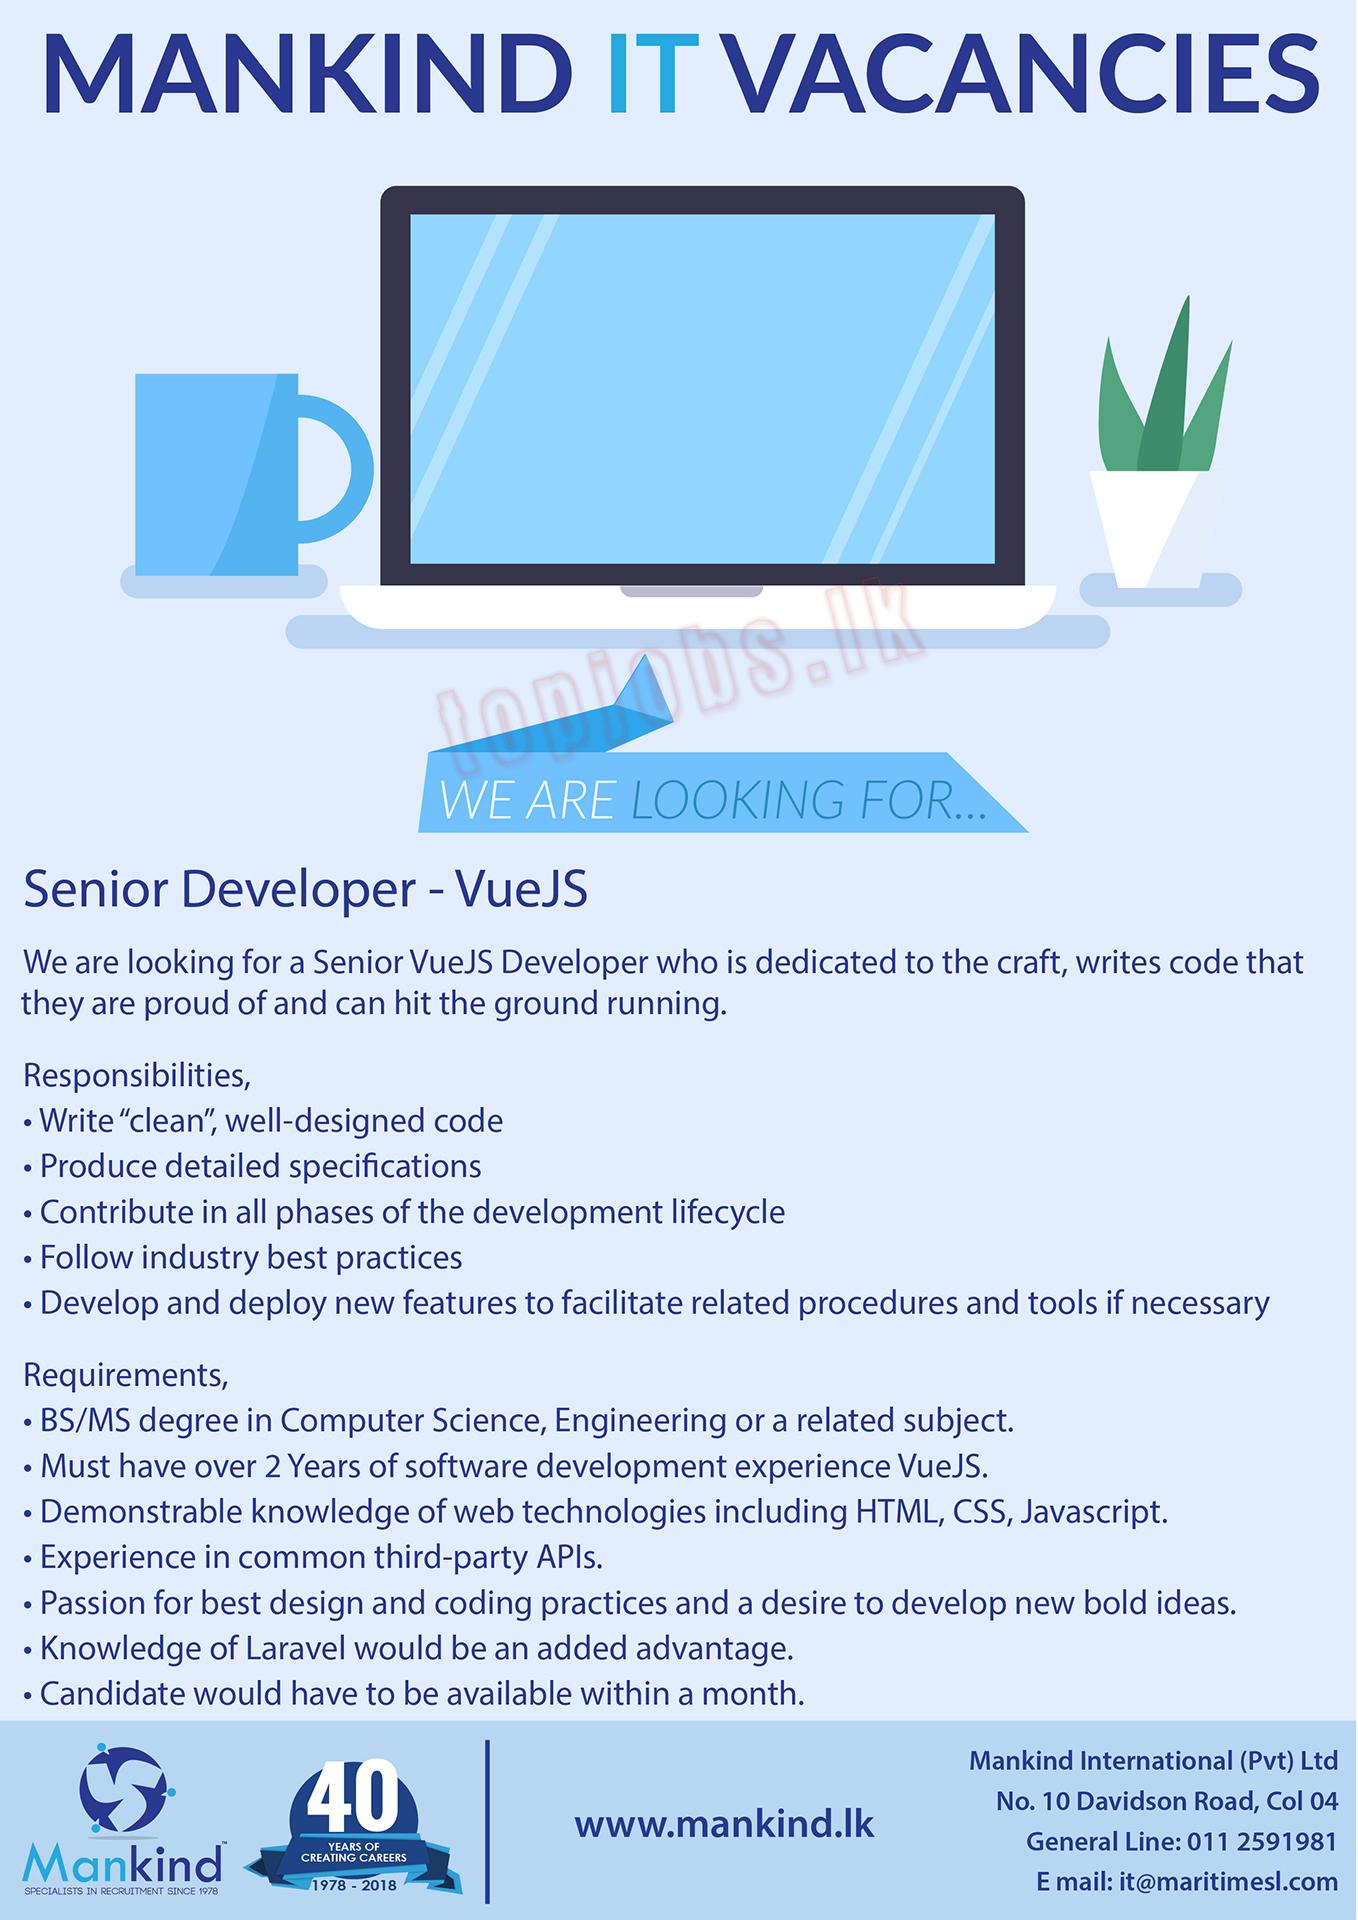 MANKIND IT VACANCIES
topjobs.lk
WE ARE LOOKING FOR...
Senior Developer - VueJS
We are looking for a Senior VueJS Developer who is dedicated to the craft, writes code that
they are proud of and can hit the ground running.
Responsibilities,
• Write “clean”, well-designed code
• Produce detailed specifications
• Contribute in all phases of the development lifecycle
• Follow industry best practices
• Develop and deploy new features to facilitate related procedures and tools if necessary
Requirements,
• BS/MS degree in Computer Science, Engineering or a related subject.
• Must have over 2 Years of software development experience VueJS.
• Demonstrable knowledge of web technologies including HTML, CSS, Javascript.
• Experience in common third-party APIs.
• Passion for best design and coding practices and a desire to develop new bold ideas.
• Knowledge of Laravel would be an added advantage.
• Candidate would have to be available within a month.
Mankind™
SPECIALISTS IN RECRUITMENT SINCE 1978
40
YEARS OF
CREATING CAREERS
1978 - 2018
www.mankind.lk
Mankind International (Pvt) Ltd
No. 10 Davidson Road, Col 04
General Line: 011 2591981
E mail: it@maritimesl.com